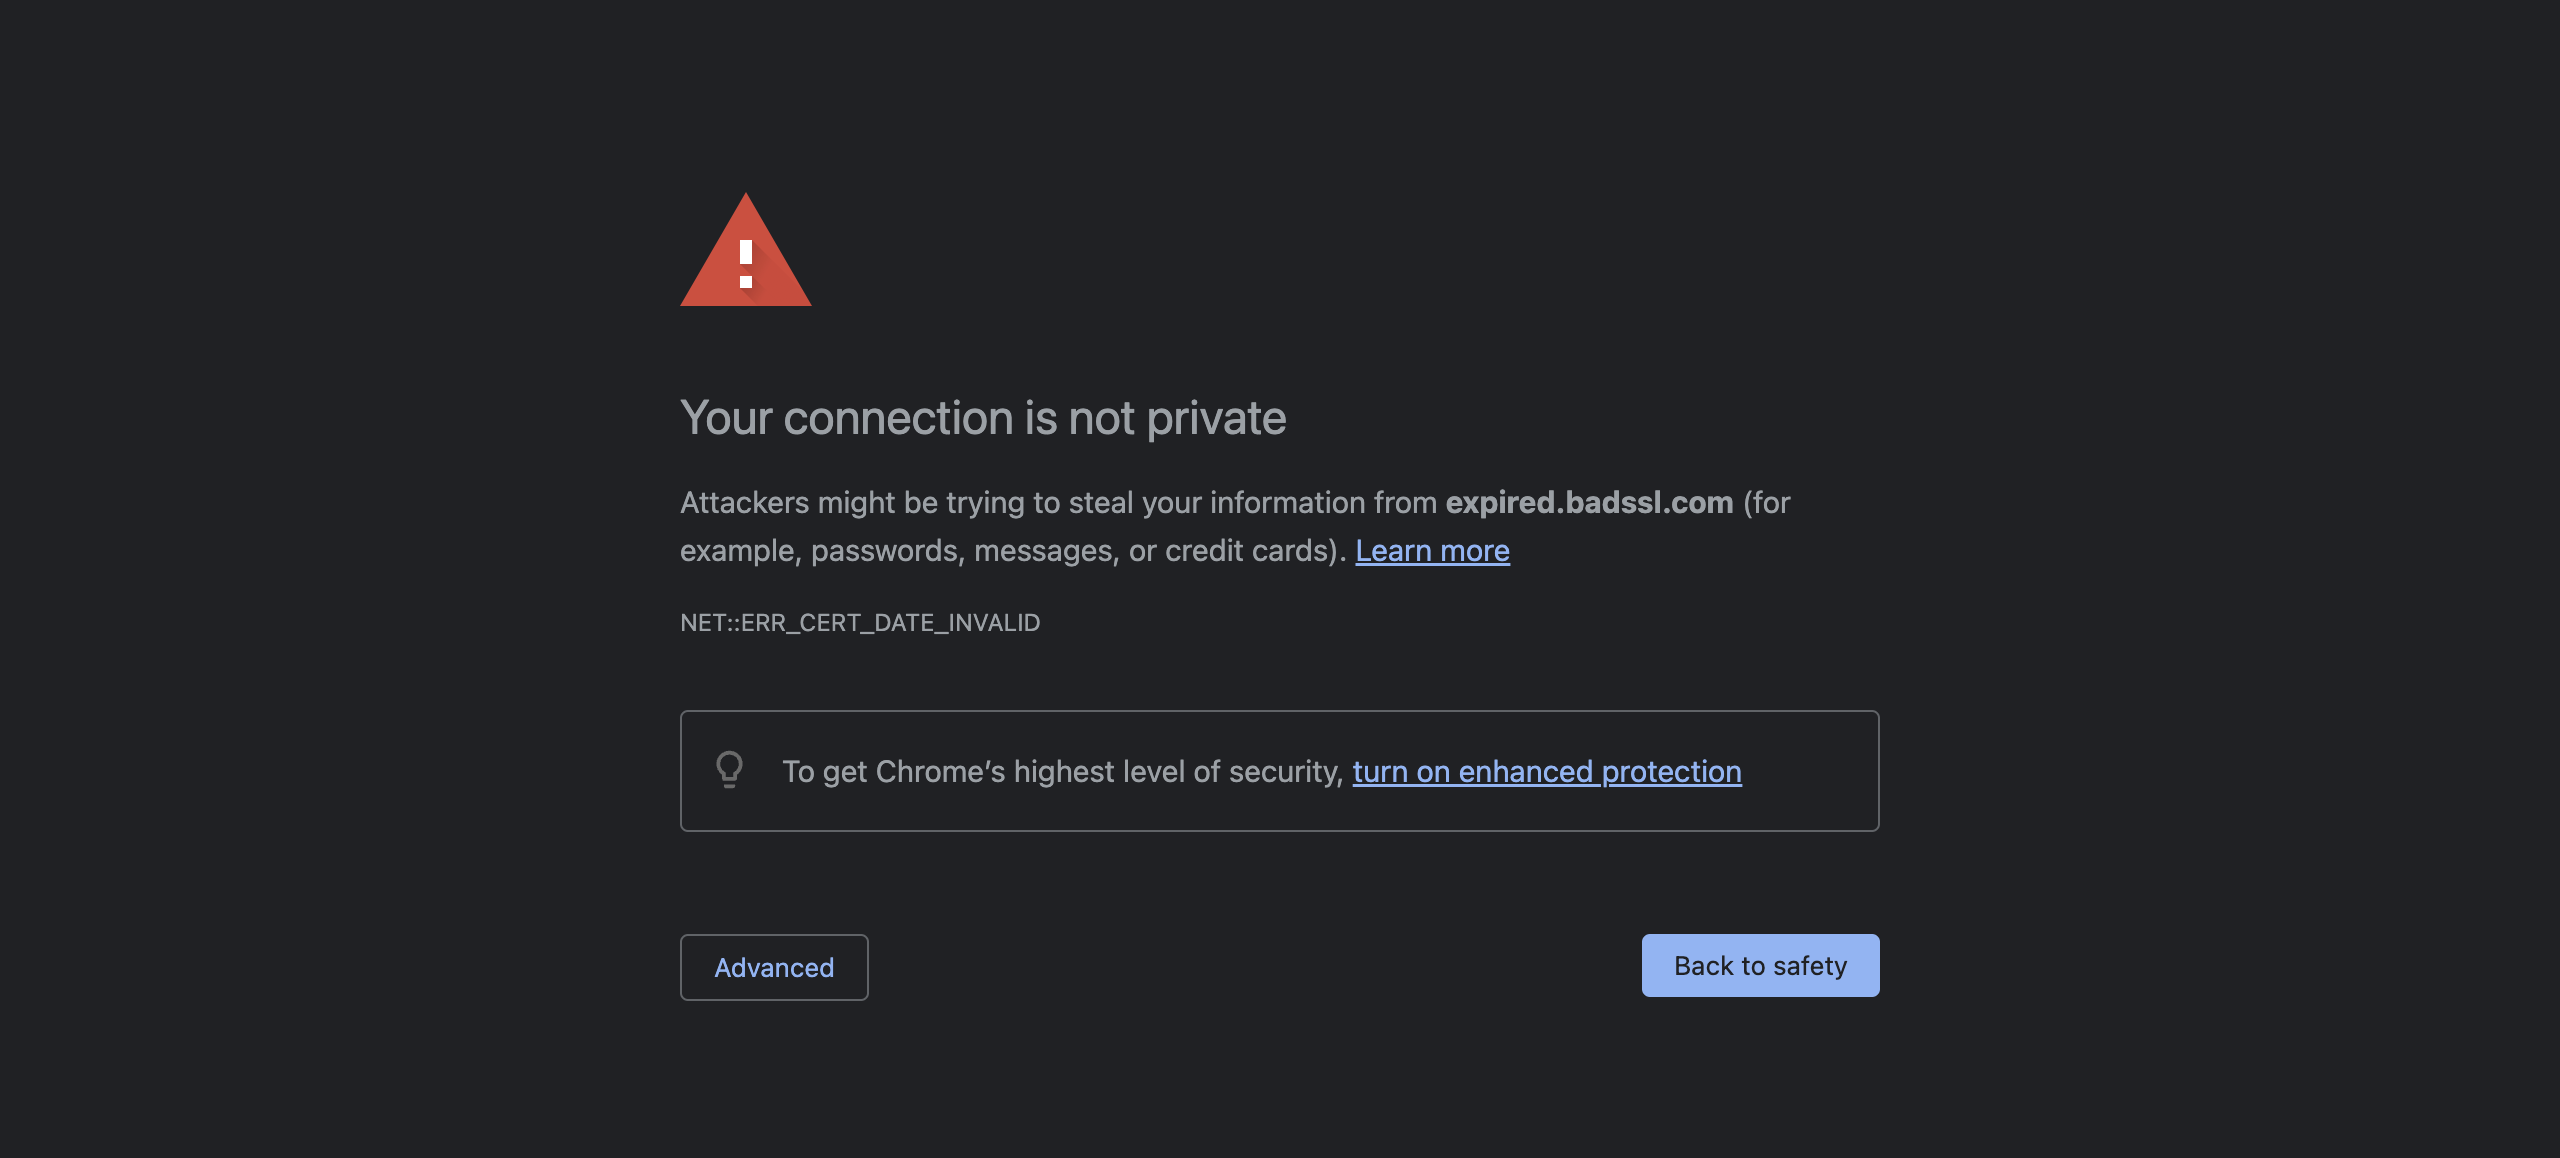 Your connection is not private
Attackers might be trying to steal your information from expired.badssl.com (for
example, passwords, messages, or credit cards). Learn more
NET::ERR_CERT_DATE_INVALID
To get Chrome’s highest level of security, turn on enhanced protection
Advanced
Back to safety